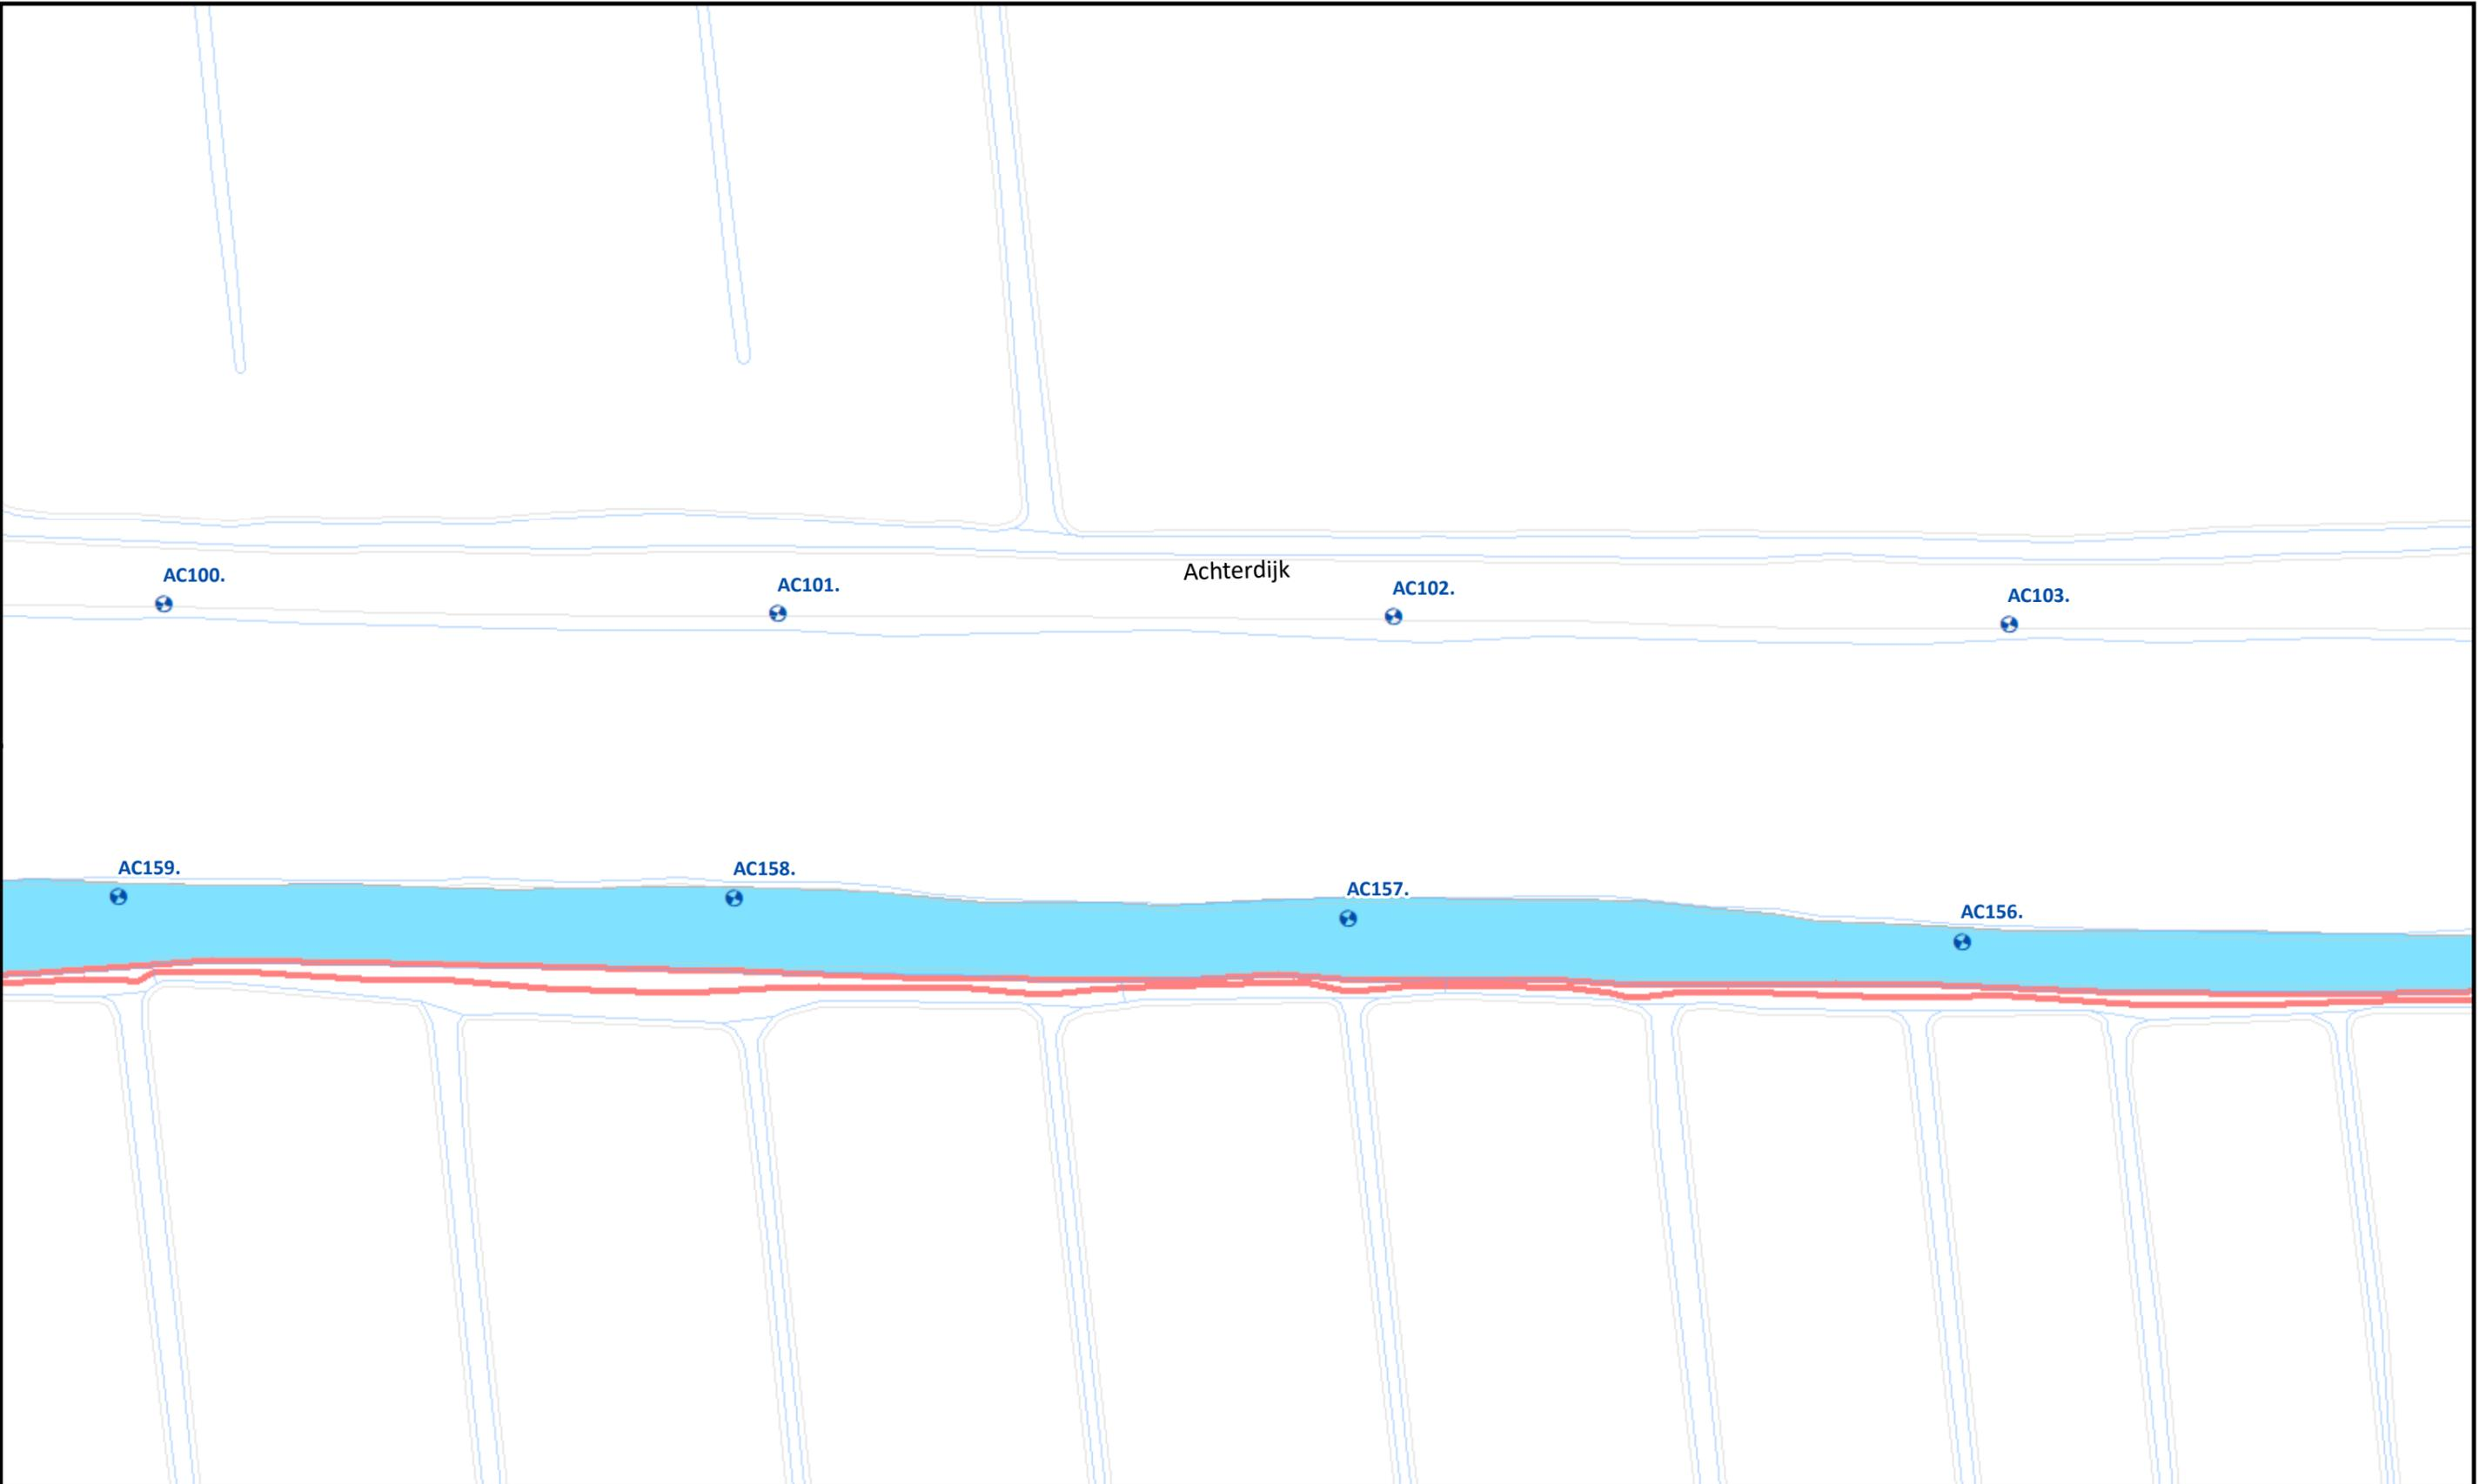 AC100.
AC101.
Achterdijk
AC102.
AC103.
AC159.
AC158.
AC157.
AC156.